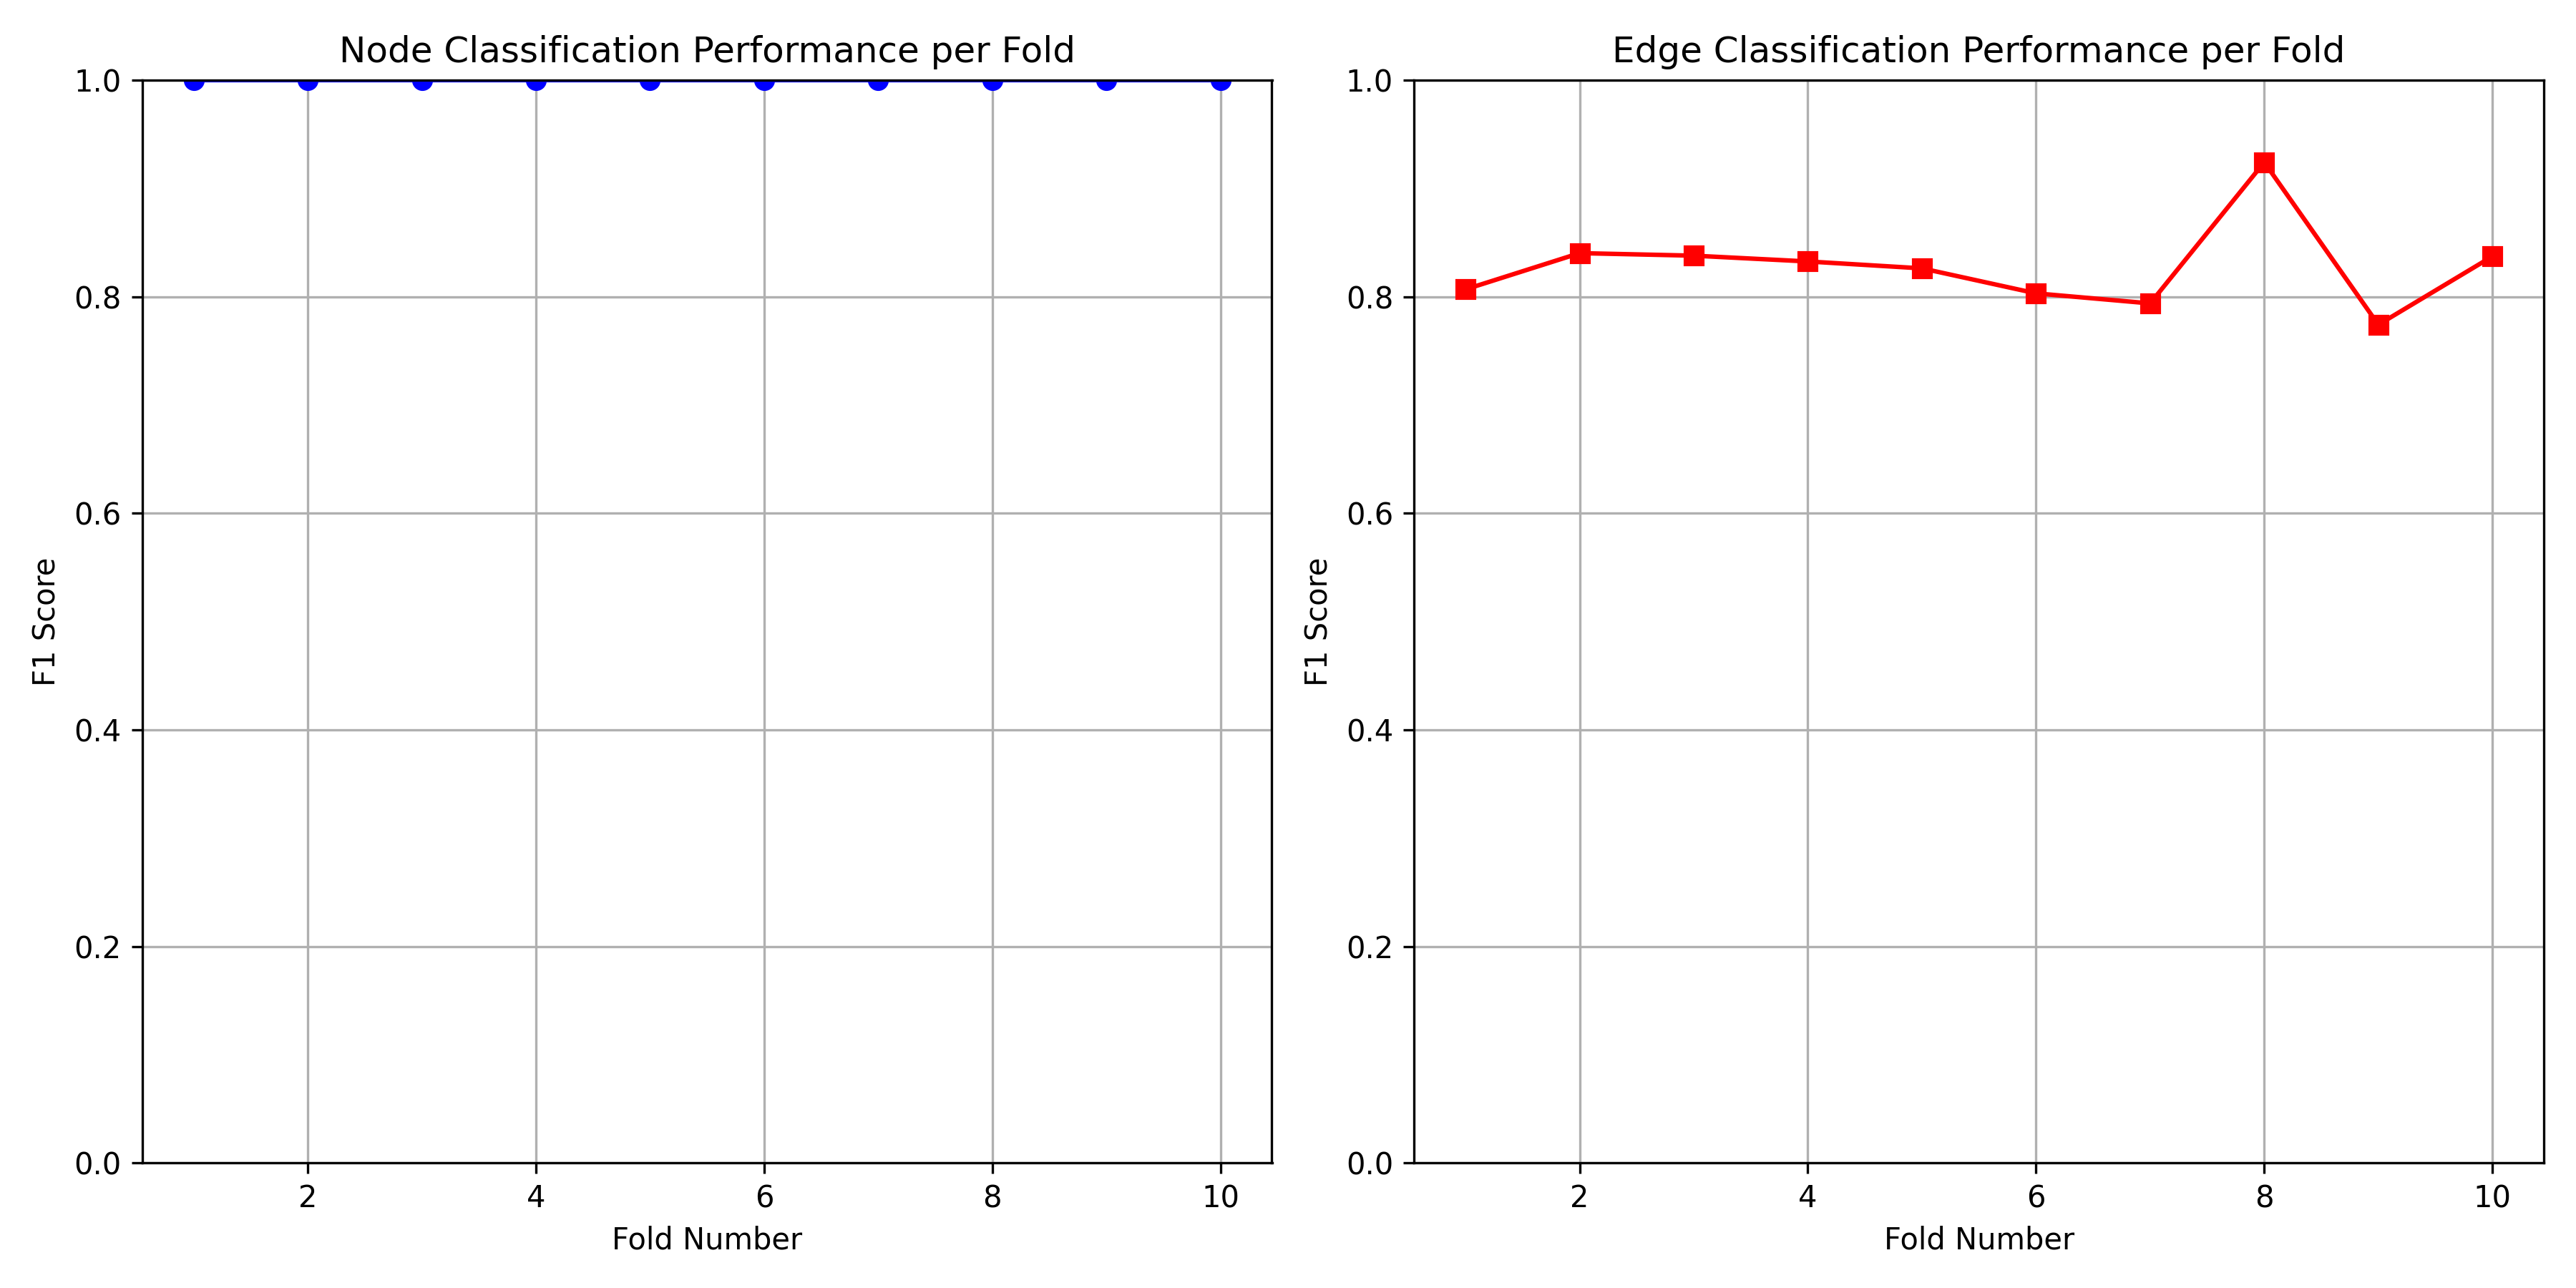 Node Classification Performance per Fold
1.0
0.8
0.6
0.4
0.2
0.0
F1 Score
2 4 6 8 10
Fold Number
Edge Classification Performance per Fold
1.0
0.8
0.6
0.4
0.2
0.0
F1 Score
2 4 6 8 10
Fold Number